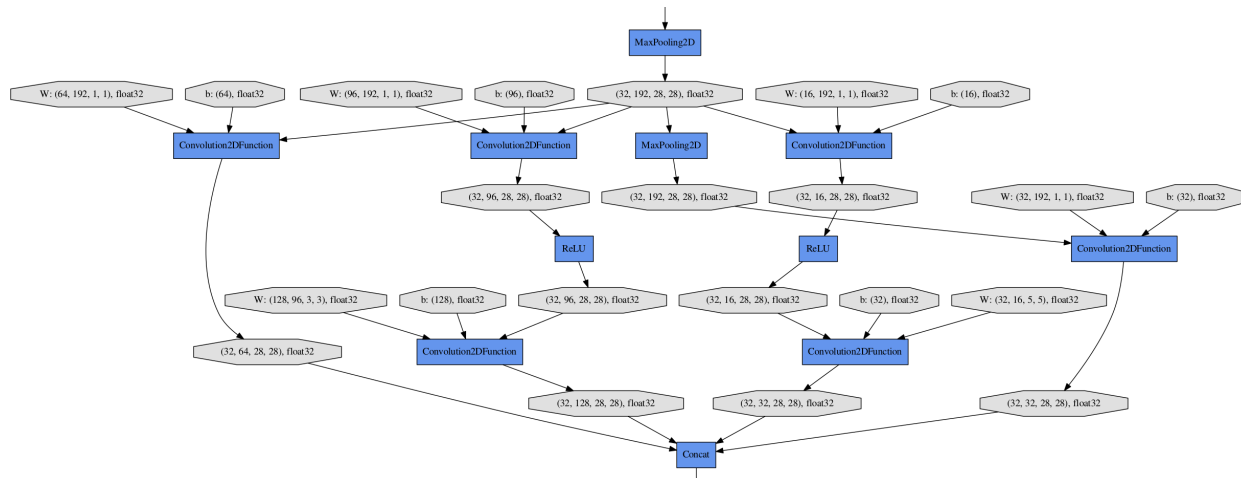 MaxPooling2D
W: (64, 192, 1, 1), float32
b: (64), float32
W: (96, 192, 1, 1), float32
b: (96), float32
(32, 192, 28, 28), float32
W: (16, 192, 1, 1), float32
b: (16), float32
Convolution2DFunction
Convolution2DFunction
MaxPooling2D
Convolution2DFunction
(32, 96, 28, 28), float32
(32, 192, 28, 28), float32
(32, 16, 28, 28), float32
W: (32, 192, 1, 1), float32
b: (32), float32
ReLU
ReLU
Convolution2DFunction
W: (128, 96, 3, 3), float32
b: (128), float32
(32, 96, 28, 28), float32
(32, 16, 28, 28), float32
b: (32), float32
W: (32, 16, 5, 5), float32
(32, 64, 28, 28), float32
Convolution2DFunction
Convolution2DFunction
(32, 128, 28, 28), float32
(32, 32, 28, 28), float32
(32, 32, 28, 28), float32
Concat